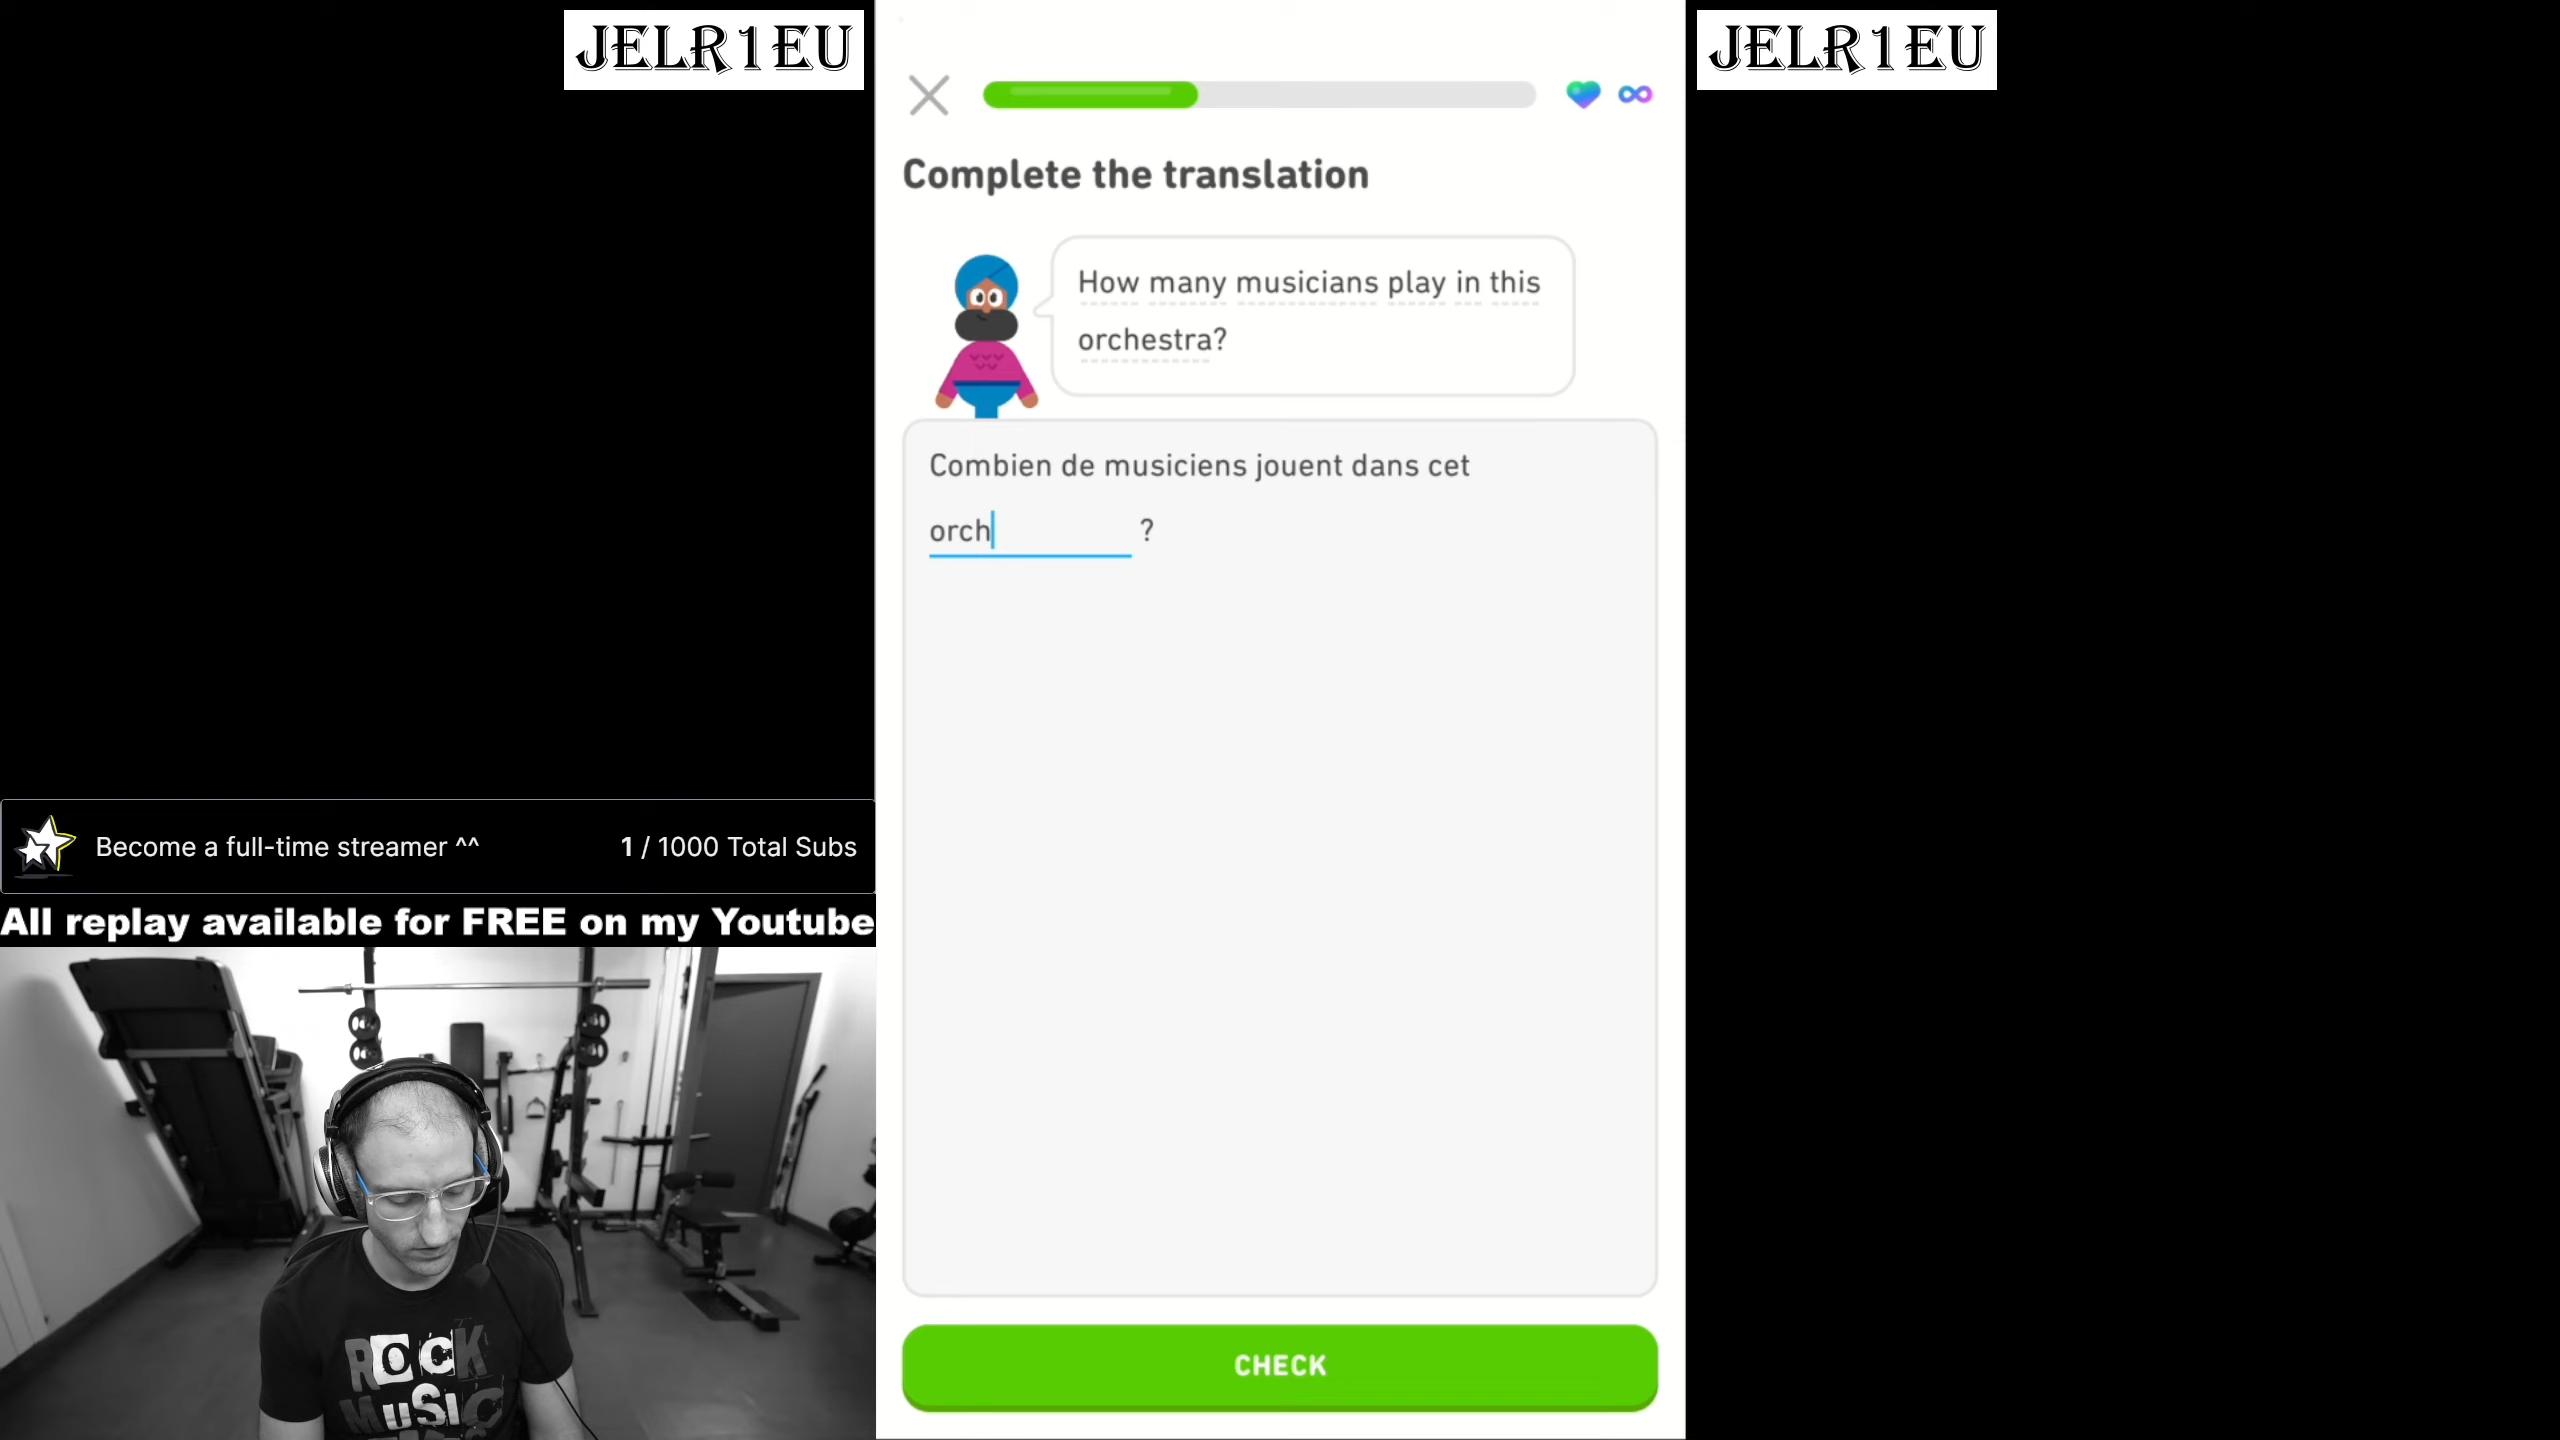 JELR1EU
JELR1EU
Complete the translation
How many musicians play in this
orchestra?
Combien de musiciens jouent dans cet
orch ?
CHECK
Become a full-time streamer ^^ 1 / 1000 Total Subs
All replay available for FREE on my Youtube
ROCK
MUSIC